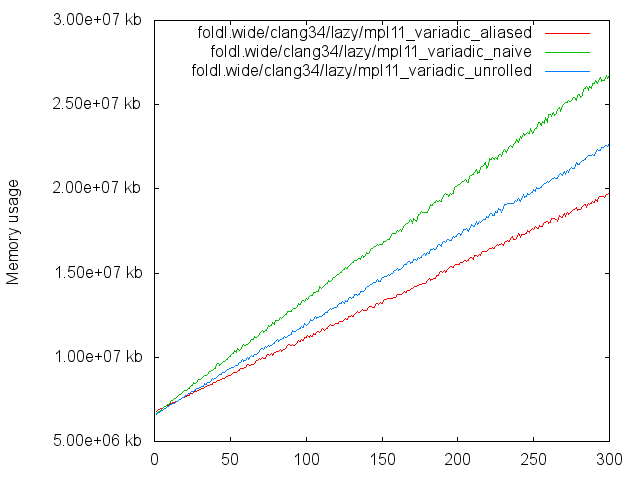 3.00e+07 kb
foldl.wide/clang34/lazy/mpl11_variadic_aliased
foldl.wide/clang34/lazy/mpl11_variadic_naive
foldl.wide/clang34/lazy/mpl11_variadic_unrolled
2.50e+07 kb
2.00e+07 kb
Memory usage
1.50e+07 kb
1.00e+07 kb
5.00e+06 kb
0 50 100 150 200 250 300